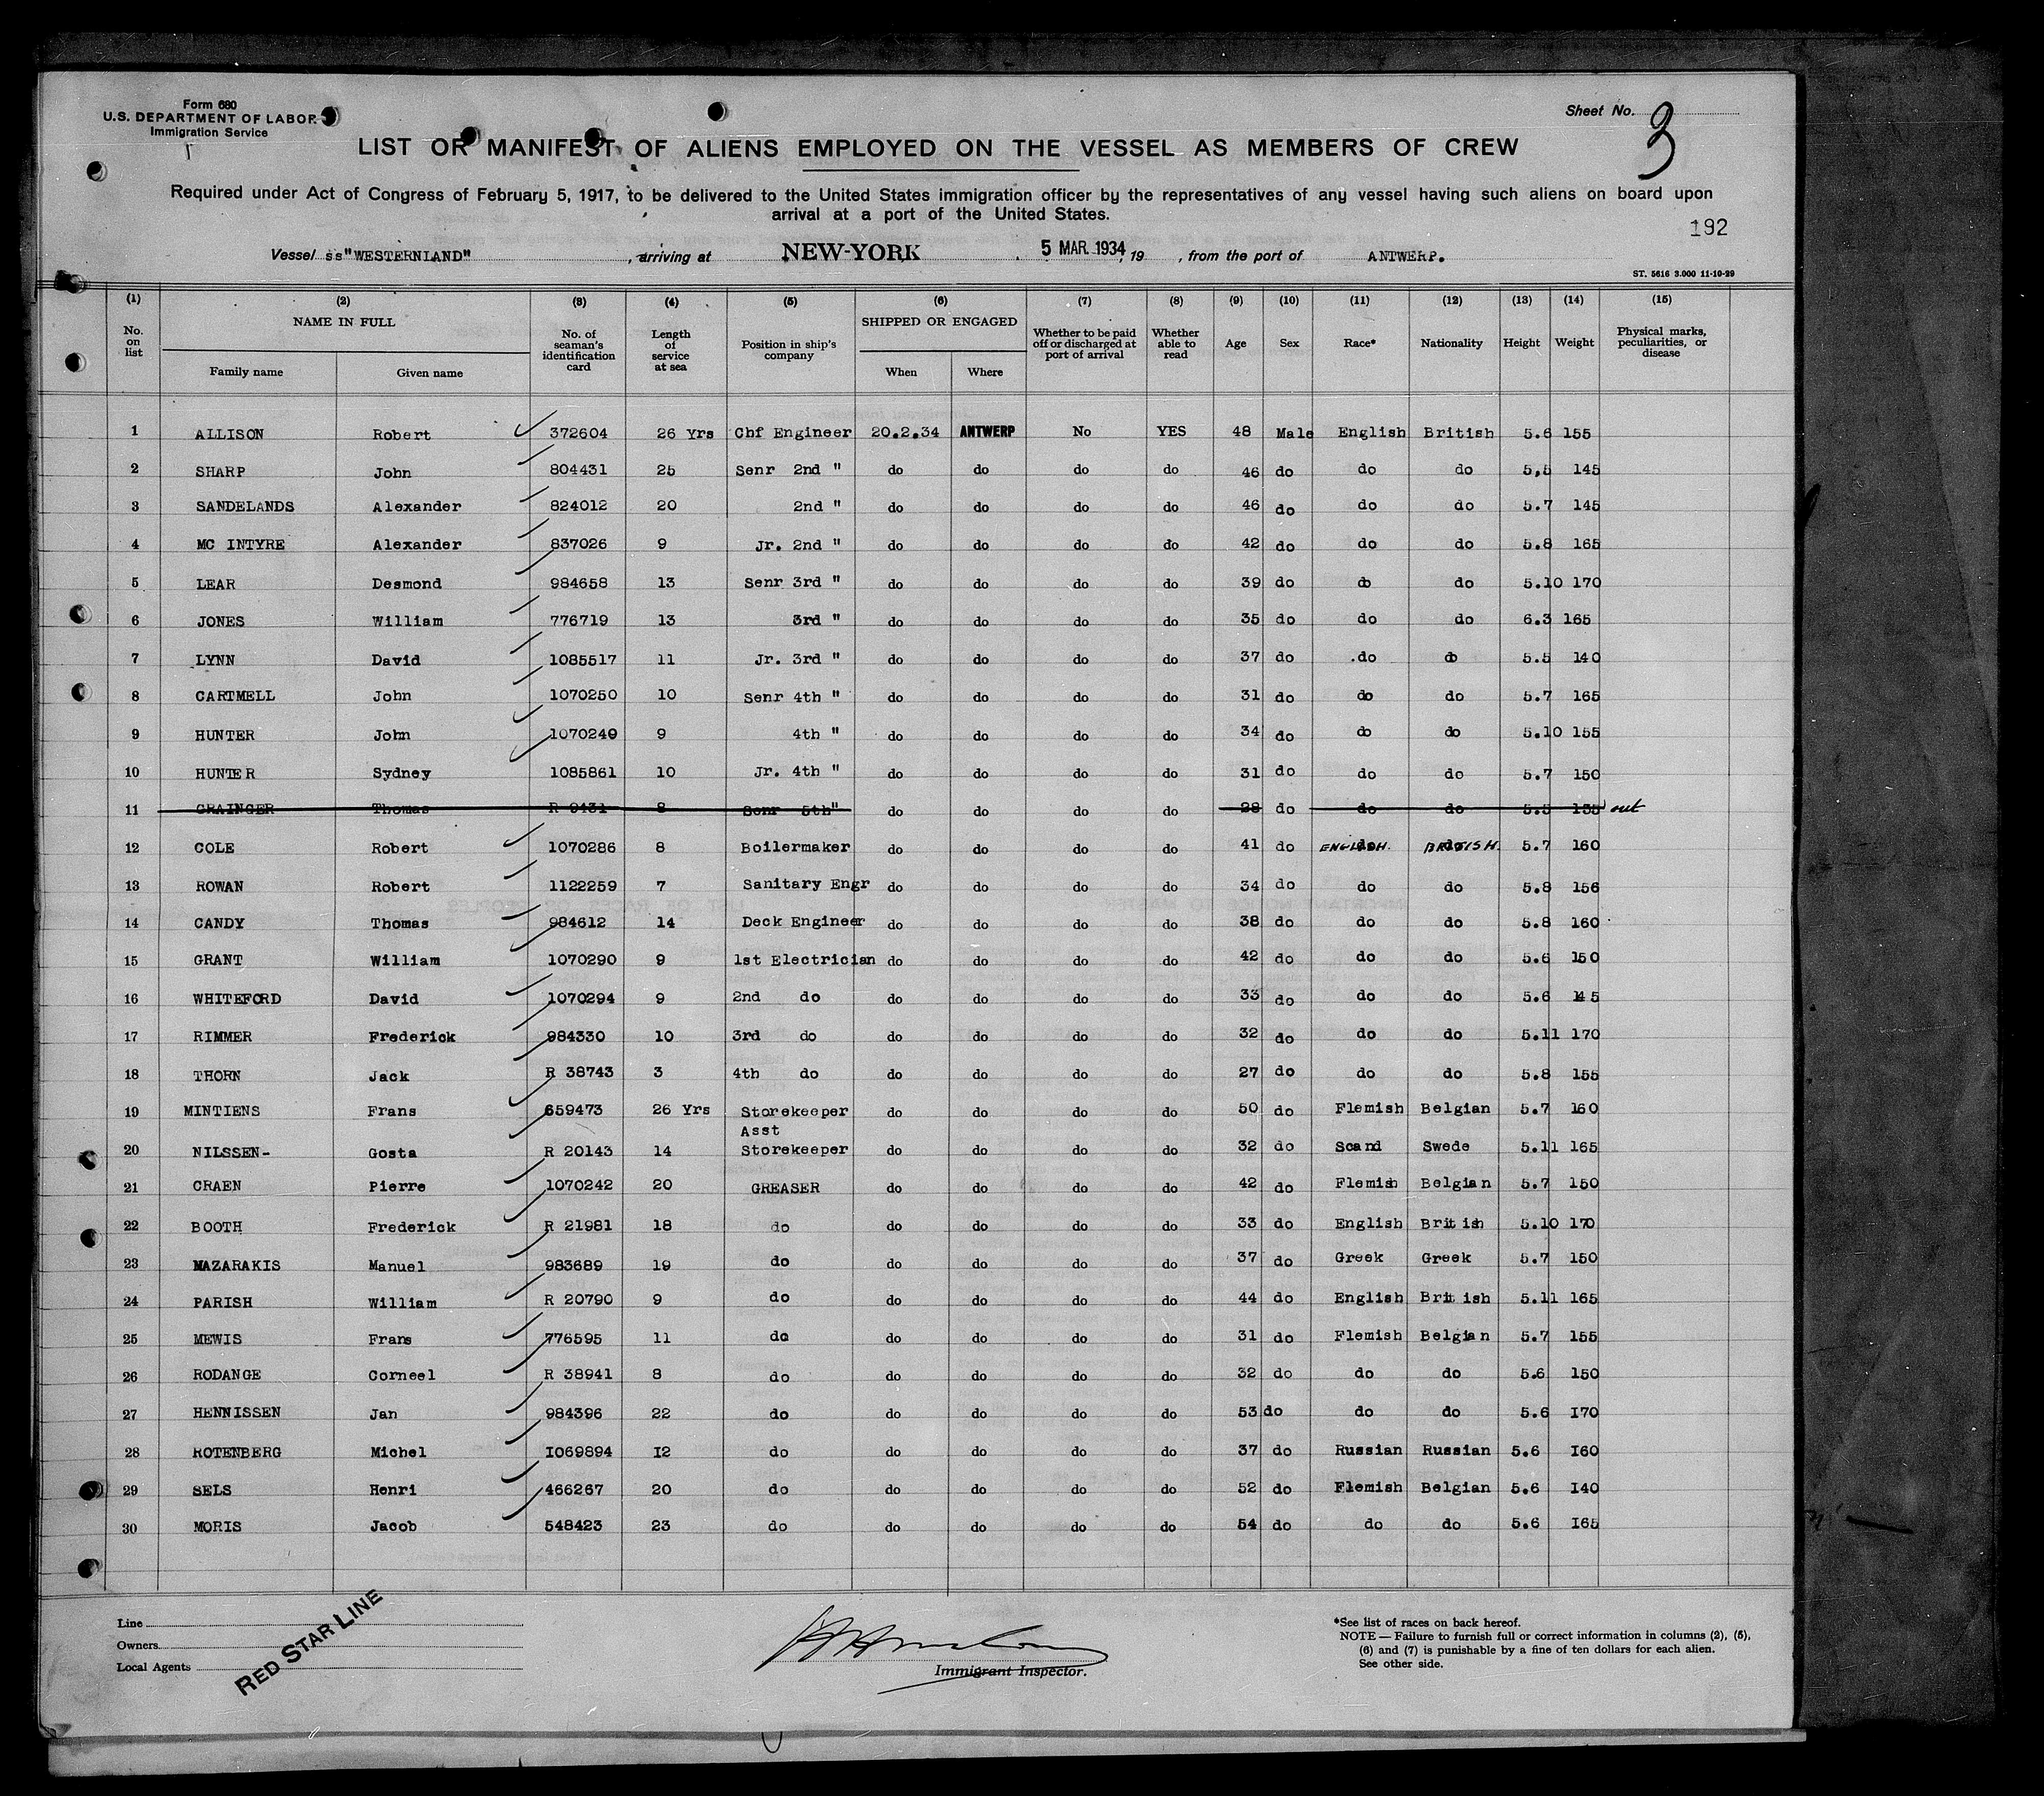 Form 680
U.S. DEPARTMENT OF LABOR
Immigration Service
Sheet No. 3
LIST OR MANIFEST OF ALIENS EMPLOYED ON THE VESSEL AS MEMBERS OF CREW
Required under Act of Congress of February 5, 1917, to be delivered to the United States immigration officer by the representatives of any vessel having such aliens on board upon
arrival at a port of the United States.
192
Vessel ss"WESTERNLAND", arriving at NEW-YORK 5 MAR. 1934, 19 , from the port of ANTWERP.
ST. 5616 3.000 11-10-29
(1) (2) (3) (4) (5) (6) (7) (8) (9) (10) (11) (12) (13) (14) (15)
No. on list NAME IN FULL Family name Given name No. of seaman's identification card Length of service at sea Position in ship's company SHIPPED OR ENGAGED When Where Whether to be paid off or discharged at port of arrival Whether able to read Age Sex Race* Nationality Height Weight Physical marks, peculiarities, or disease
1 ALLISON Robert 372604 26 Yrs Chf Engineer 20.2.34 ANTWERP No YES 48 Male English British 5.6 155
2 SHARP John 804431 25 Senr 2nd " do do do do 46 do do do 5,5 145
3 SANDELANDS Alexander 824012 20 2nd " do do do do 46 do do do 5.7 145
4 MC INTYRE Alexander 837026 9 Jr. 2nd " do do do do 42 do do do 5.8 165
5 LEAR Desmond 984658 13 Senr 3rd " do do do do 39 do do do 5.10 170
6 JONES William 776719 13 3rd " do do do do 35 do do do 6.3 165
7 LYNN David 1085517 11 Jr. 3rd " do do do do 37 do do do 5.5 140
8 CARTMELL John 1070250 10 Senr 4th " do do do do 31 do do do 5.7 165
9 HUNTER John 1070249 9 4th " do do do do 34 do do do 5.10 155
10 HUNTER Sydney 1085861 10 Jr. 4th " do do do do 31 do do do 5.7 150
11 GRAINGER Thomas R 9431 8 Senr 5th" do do do do 28 do do do 5.5 135 out
12 COLE Robert 1070286 8 Boilermaker do do do do 41 do ENGLISH. BRITISH. 5.7 160
13 ROWAN Robert 1122259 7 Sanitary Engr do do do do 34 do do do 5.8 156
14 CANDY Thomas 984612 14 Deck Engineer do do do do 38 do do do 5.8 160
15 GRANT William 1070290 9 1st Electrician do do do do 42 do do do 5.6 150
16 WHITEFORD David 1070294 9 2nd do do do do do 33 do do do 5.6 145
17 RIMMER Frederick 984330 10 3rd do do do do do 32 do do do 5.11 170
18 THORN Jack R 38743 3 4th do do do do do 27 do do do 5.8 155
19 MINTIENS Frans 659473 26 Yrs Storekeeper do do do do 50 do Flemish Belgian 5.7 160
20 NILSSEN- Gosta R 20143 14 Asst Storekeeper do do do do 32 do Scand Swede 5.11 165
21 CRAEN Pierre 1070242 20 GREASER do do do do 42 do Flemish Belgian 5.7 150
22 BOOTH Frederick R 21981 18 do do do do do 33 do English British 5.10 170
23 MAZARAKIS Manuel 983689 19 do do do do do 37 do Greek Greek 5.7 150
24 PARISH William R 20790 9 do do do do do 44 do English British 5.11 165
25 MEWIS Frans 776595 11 do do do do do 31 do Flemish Belgian 5.7 155
26 RODANGE Corneel R 38941 8 do do do do do 32 do do do 5.6 150
27 HENNISSEN Jan 984396 22 do do do do do 53 do do do 5.6 170
28 ROTENBERG Michel 1069894 12 do do do do do 37 do Russian Russian 5.6 160
29 SELS Henri 466267 20 do do do do do 52 do Flemish Belgian 5.6 140
30 MORIS Jacob 548423 23 do do do do do 54 do do do 5.6 165
Line
Owners
Local Agents
RED STAR LINE
Immigrant Inspector.
*See list of races on back hereof.
NOTE — Failure to furnish full or correct information in columns (2), (5),
(6) and (7) is punishable by a fine of ten dollars for each alien.
See other side.